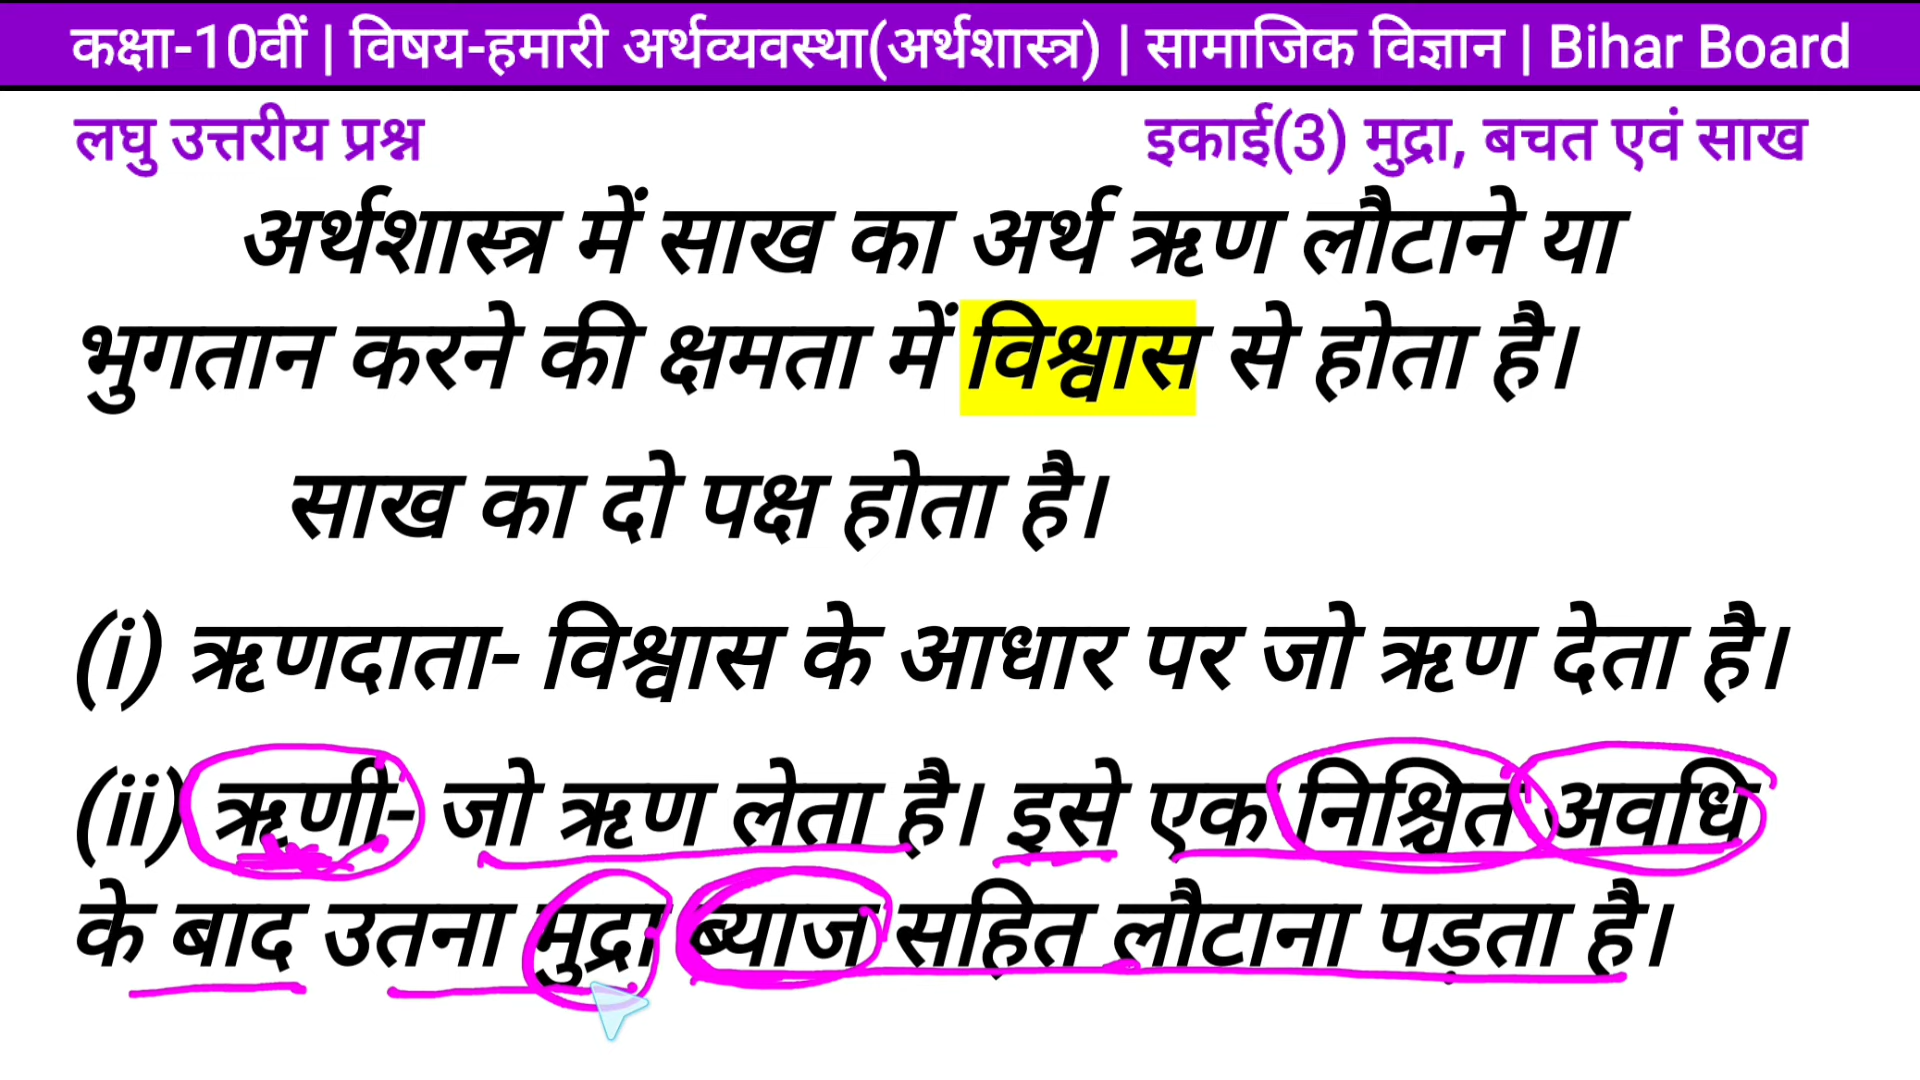 कक्षा-10वीं | विषय-हमारी अर्थव्यवस्था(अर्थशास्त्र) | सामाजिक विज्ञान | Bihar Board
लघु उत्तरीय प्रश्न इकाई(3) मुद्रा, बचत एवं साख
अर्थशास्त्र में साख का अर्थ ऋण लौटाने या
भुगतान करने की क्षमता में विश्वास से होता है।
साख का दो पक्ष होता है।
(i) ऋणदाता- विश्वास के आधार पर जो ऋण देता है।
(ii) ऋणी- जो ऋण लेता है। इसे एक निश्चित अवधि
के बाद उतना मुद्रा ब्याज सहित लौटाना पड़ता है।